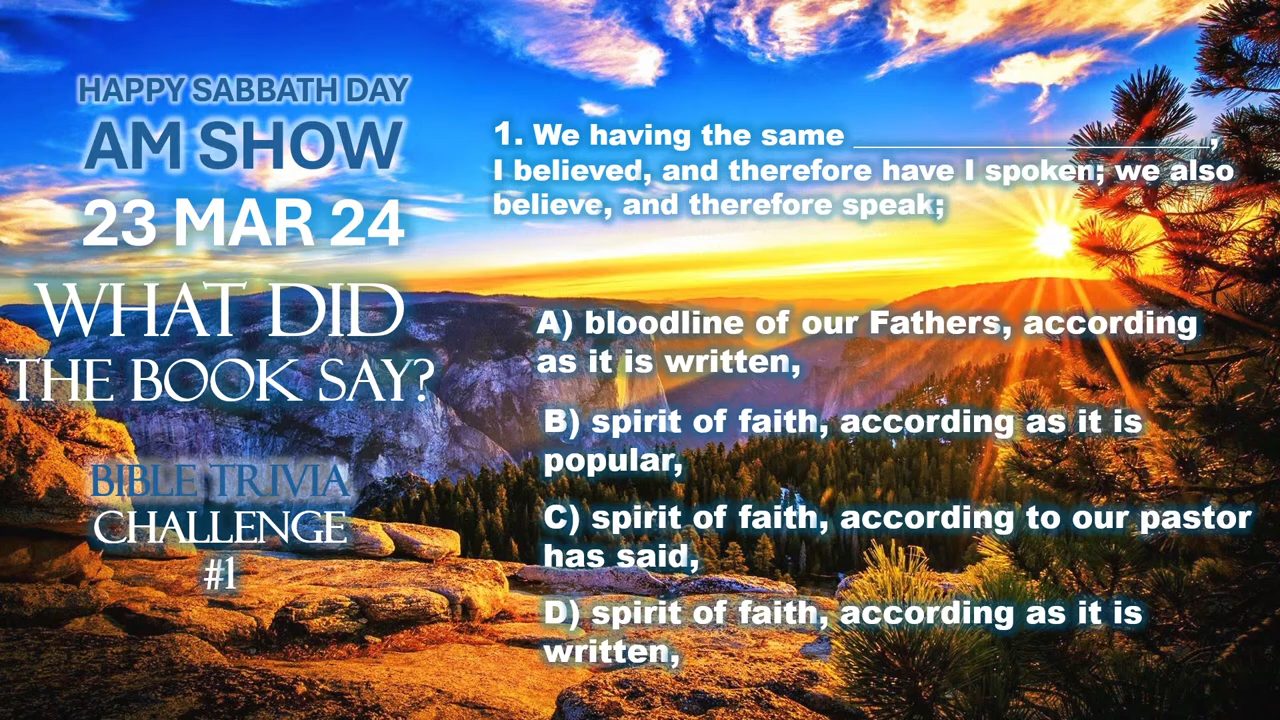 HAPPY SABBATH DAY
AM SHOW
23 MAR 24
WHAT DID
THE BOOK SAY?
BIBLE TRIVIA
CHALLENGE
#1
1. We having the same ______________________,
I believed, and therefore have I spoken; we also
believe, and therefore speak;
A) bloodline of our Fathers, according
as it is written,
B) spirit of faith, according as it is
popular,
C) spirit of faith, according to our pastor
has said,
D) spirit of faith, according as it is
written,